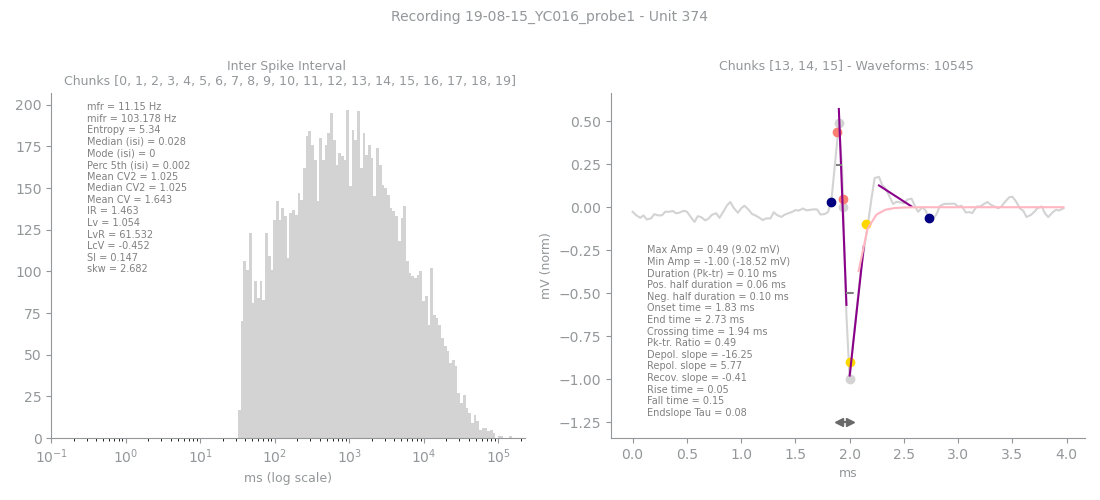 Recording 19-08-15_YC016_probe1 - Unit 374
Inter Spike Interval
Chunks [0, 1, 2, 3, 4, 5, 6, 7, 8, 9, 10, 11, 12, 13, 14, 15, 16, 17, 18, 19]
mfr = 11.15 Hz
mifr = 103.178 Hz
Entropy = 5.34
Median (isi) = 0.028
Mode (isi) = 0
Perc 5th (isi) = 0.002
Mean CV2 = 1.025
Median CV2 = 1.025
Mean CV = 1.643
IR = 1.463
Lv = 1.054
LvR = 61.532
LcV = -0.452
SI = 0.147
skw = 2.682
200
175
150
125
100
75
50
25
0
10⁻¹ 10⁰ 10¹ 10² 10³ 10⁴ 10⁵
ms (log scale)
Chunks [13, 14, 15] - Waveforms: 10545
mV (norm)
0.50
0.25
0.00
−0.25
−0.50
−0.75
−1.00
−1.25
Max Amp = 0.49 (9.02 mV)
Min Amp = -1.00 (-18.52 mV)
Duration (Pk-tr) = 0.10 ms
Pos. half duration = 0.06 ms
Neg. half duration = 0.10 ms
Onset time = 1.83 ms
End time = 2.73 ms
Crossing time = 1.94 ms
Pk-tr. Ratio = 0.49
Depol. slope = -16.25
Repol. slope = 5.77
Recov. slope = -0.41
Rise time = 0.05
Fall time = 0.15
Endslope Tau = 0.08
0.0 0.5 1.0 1.5 2.0 2.5 3.0 3.5 4.0
ms